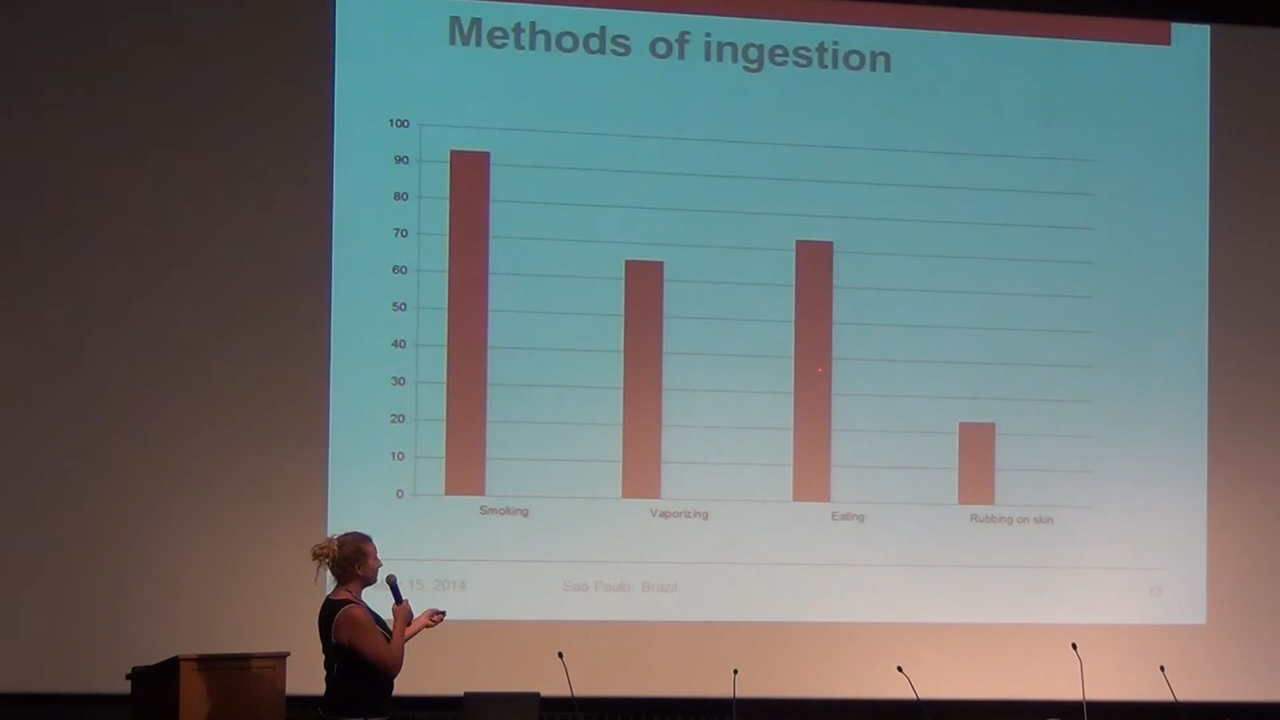 Methods of ingestion
100
90
80
70
60
50
40
30
20
10
0
Smoking
Vaporizing
Eating
Rubbing on skin
15, 2014
Sao Paulo, Brazil
13